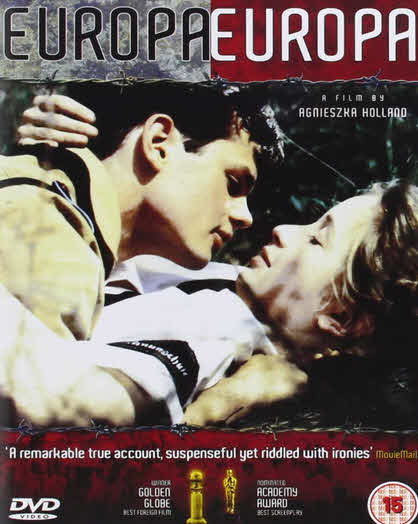 EUROPA EUROPA
A FILM BY
AGNIESZKA HOLLAND
'A remarkable true account, suspenseful yet riddled with ironies' MovieMail
DVD
VIDEO
WINNER
GOLDEN
GLOBE
BEST FOREIGN FILM
NOMINATED
ACADEMY
AWARD
BEST SCREENPLAY
15